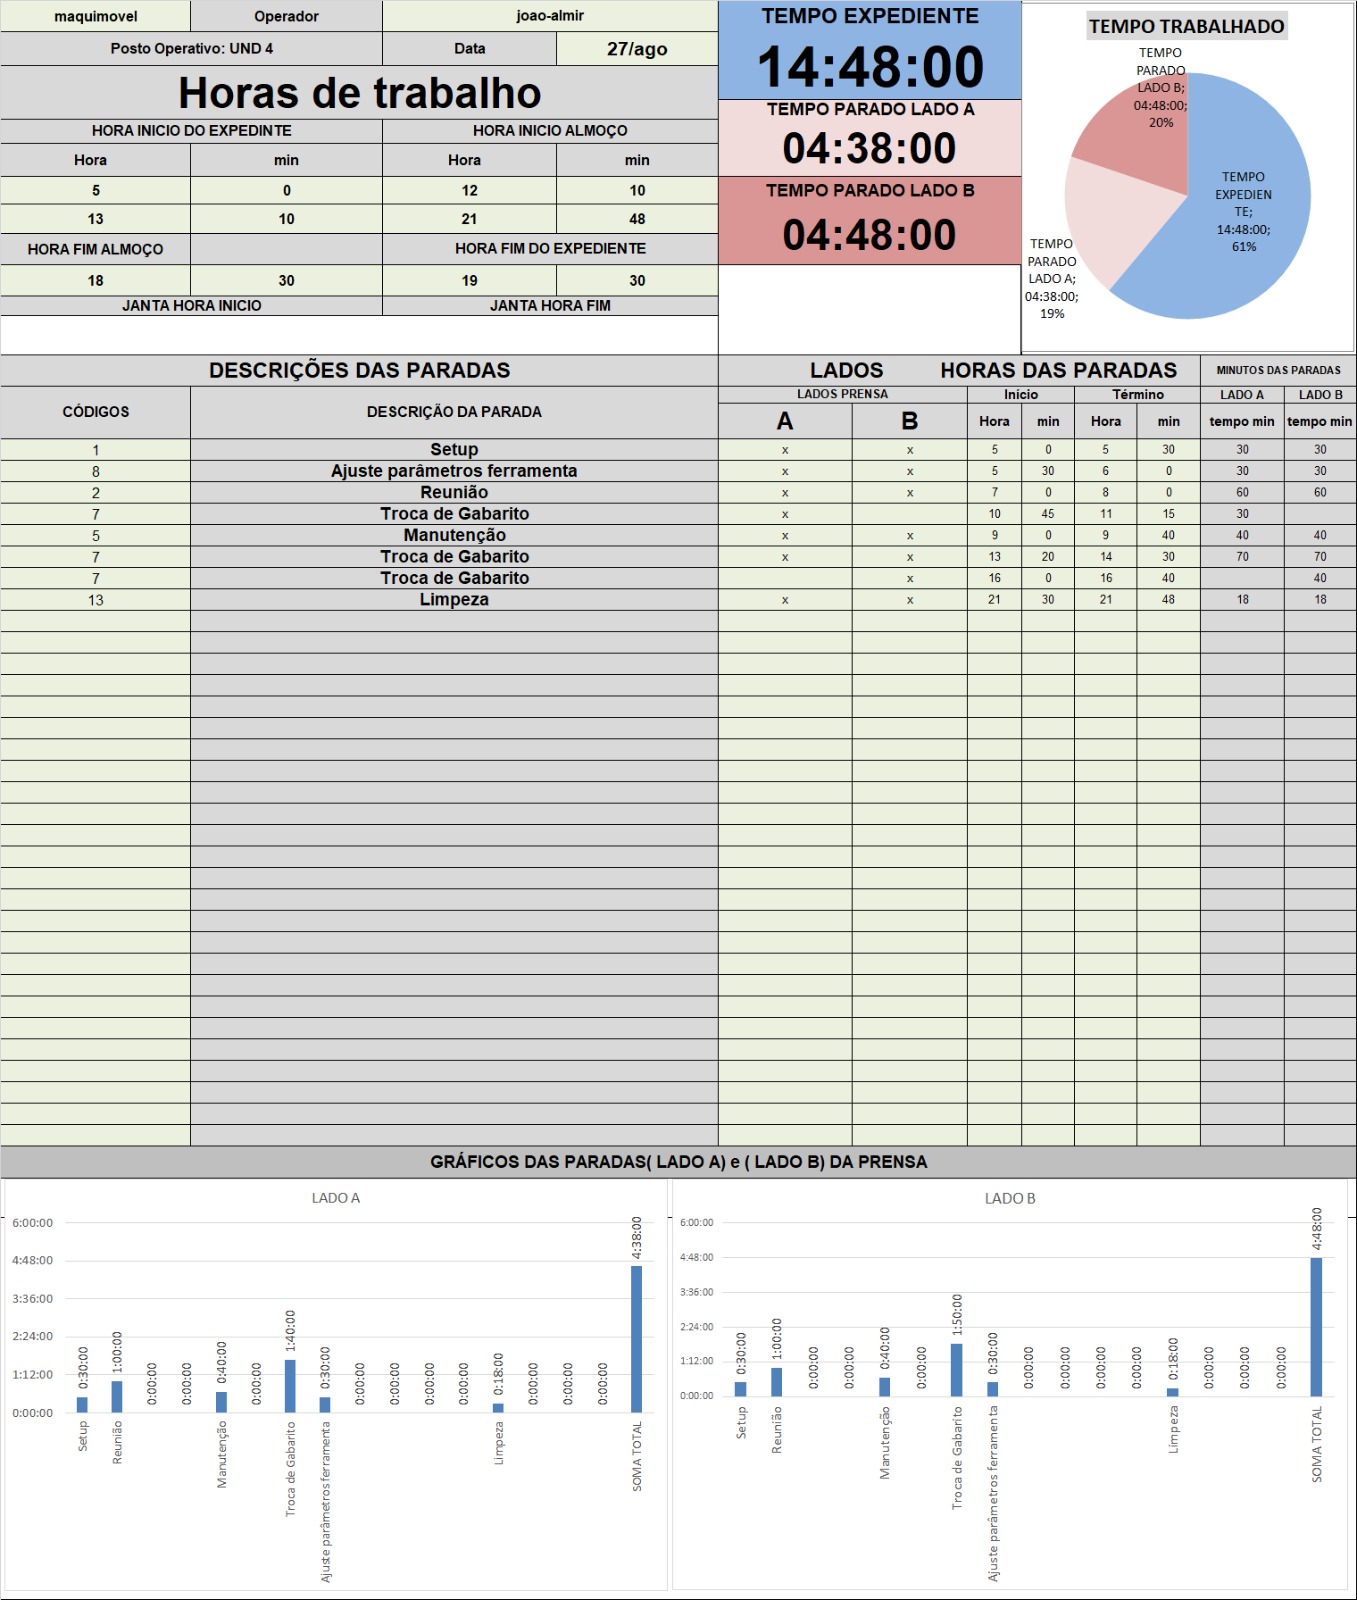 maquimovel Operador joao-almir
Posto Operativo: UND 4 Data 27/ago
Horas de trabalho
HORA INICIO DO EXPEDINTE HORA INICIO ALMOÇO
Hora min Hora min
5 0 12 10
13 10 21 48
HORA FIM ALMOÇO HORA FIM DO EXPEDIENTE
18 30 19 30
JANTA HORA INICIO JANTA HORA FIM
TEMPO EXPEDIENTE
14:48:00
TEMPO PARADO LADO A
04:38:00
TEMPO PARADO LADO B
04:48:00
TEMPO TRABALHADO
TEMPO
PARADO
LADO B;
04:48:00;
20%
TEMPO
EXPEDIEN
TE;
14:48:00;
61%
TEMPO
PARADO
LADO A;
04:38:00;
19%
DESCRIÇÕES DAS PARADAS LADOS HORAS DAS PARADAS MINUTOS DAS PARADAS
CÓDIGOS DESCRIÇÃO DA PARADA LADOS PRENSA Início Término LADO A LADO B
A B Hora min Hora min tempo min tempo min
1 Setup x x 5 0 5 30 30 30
8 Ajuste parâmetros ferramenta x x 5 30 6 0 30 30
2 Reunião x x 7 0 8 0 60 60
7 Troca de Gabarito x 10 45 11 15 30
5 Manutenção x x 9 0 9 40 40 40
7 Troca de Gabarito x x 13 20 14 30 70 70
7 Troca de Gabarito x 16 0 16 40 40
13 Limpeza x x 21 30 21 48 18 18
GRÁFICOS DAS PARADAS( LADO A) e ( LADO B) DA PRENSA
LADO A
6:00:00
4:48:00
3:36:00
2:24:00
1:12:00
0:00:00
0:30:00
1:00:00
0:00:00
0:00:00
0:40:00
0:00:00
1:40:00
0:30:00
0:00:00
0:00:00
0:00:00
0:00:00
0:18:00
0:00:00
0:00:00
0:00:00
4:38:00
Setup
Reunião
Manutenção
Troca de Gabarito
Ajuste parâmetros ferramenta
Limpeza
SOMA TOTAL
LADO B
6:00:00
4:48:00
3:36:00
2:24:00
1:12:00
0:00:00
0:30:00
1:00:00
0:00:00
0:00:00
0:40:00
0:00:00
1:50:00
0:30:00
0:00:00
0:00:00
0:00:00
0:00:00
0:18:00
0:00:00
0:00:00
0:00:00
4:48:00
Setup
Reunião
Manutenção
Troca de Gabarito
Ajuste parâmetros ferramenta
Limpeza
SOMA TOTAL